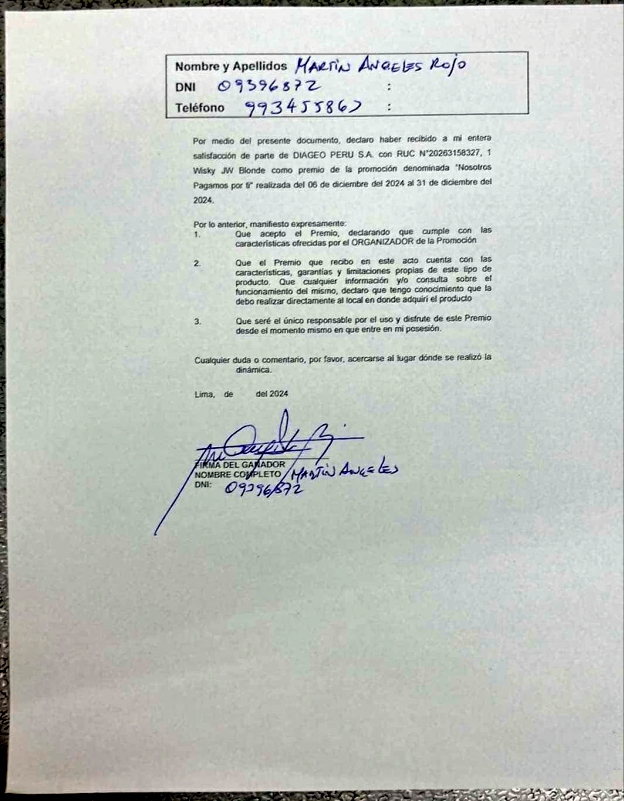 Nombre y Apellidos MARTIN ANGELES ROJO
DNI 09396872 :
Teléfono 993455867 :
Por medio del presente documento, declaro haber recibido a mi entera
satisfacción de parte de DIAGEO PERU S.A. con RUC N°20263158327, 1
Wisky JW Blonde como premio de la promoción denominada "Nosotros
Pagamos por ti" realizada del 06 de diciembre del 2024 al 31 de diciembre del
2024.
Por lo anterior, manifiesto expresamente:
1. Que acepto el Premio, declarando que cumple con las
características ofrecidas por el ORGANIZADOR de la Promoción
2. Que el Premio que recibo en este acto cuenta con las
características, garantías y limitaciones propias de este tipo de
producto. Que cualquier información y/o consulta sobre el
funcionamiento del mismo, declaro que tengo conocimiento que la
debo realizar directamente al local en donde adquirí el producto
3. Que seré el único responsable por el uso y disfrute de este Premio
desde el momento mismo en que entre en mi posesión.
Cualquier duda o comentario, por favor, acercarse al lugar dónde se realizó la
dinámica.
Lima, de del 2024
FIRMA DEL GANADOR
NOMBRE COMPLETO MARTIN ANGELES
DNI: 09396872